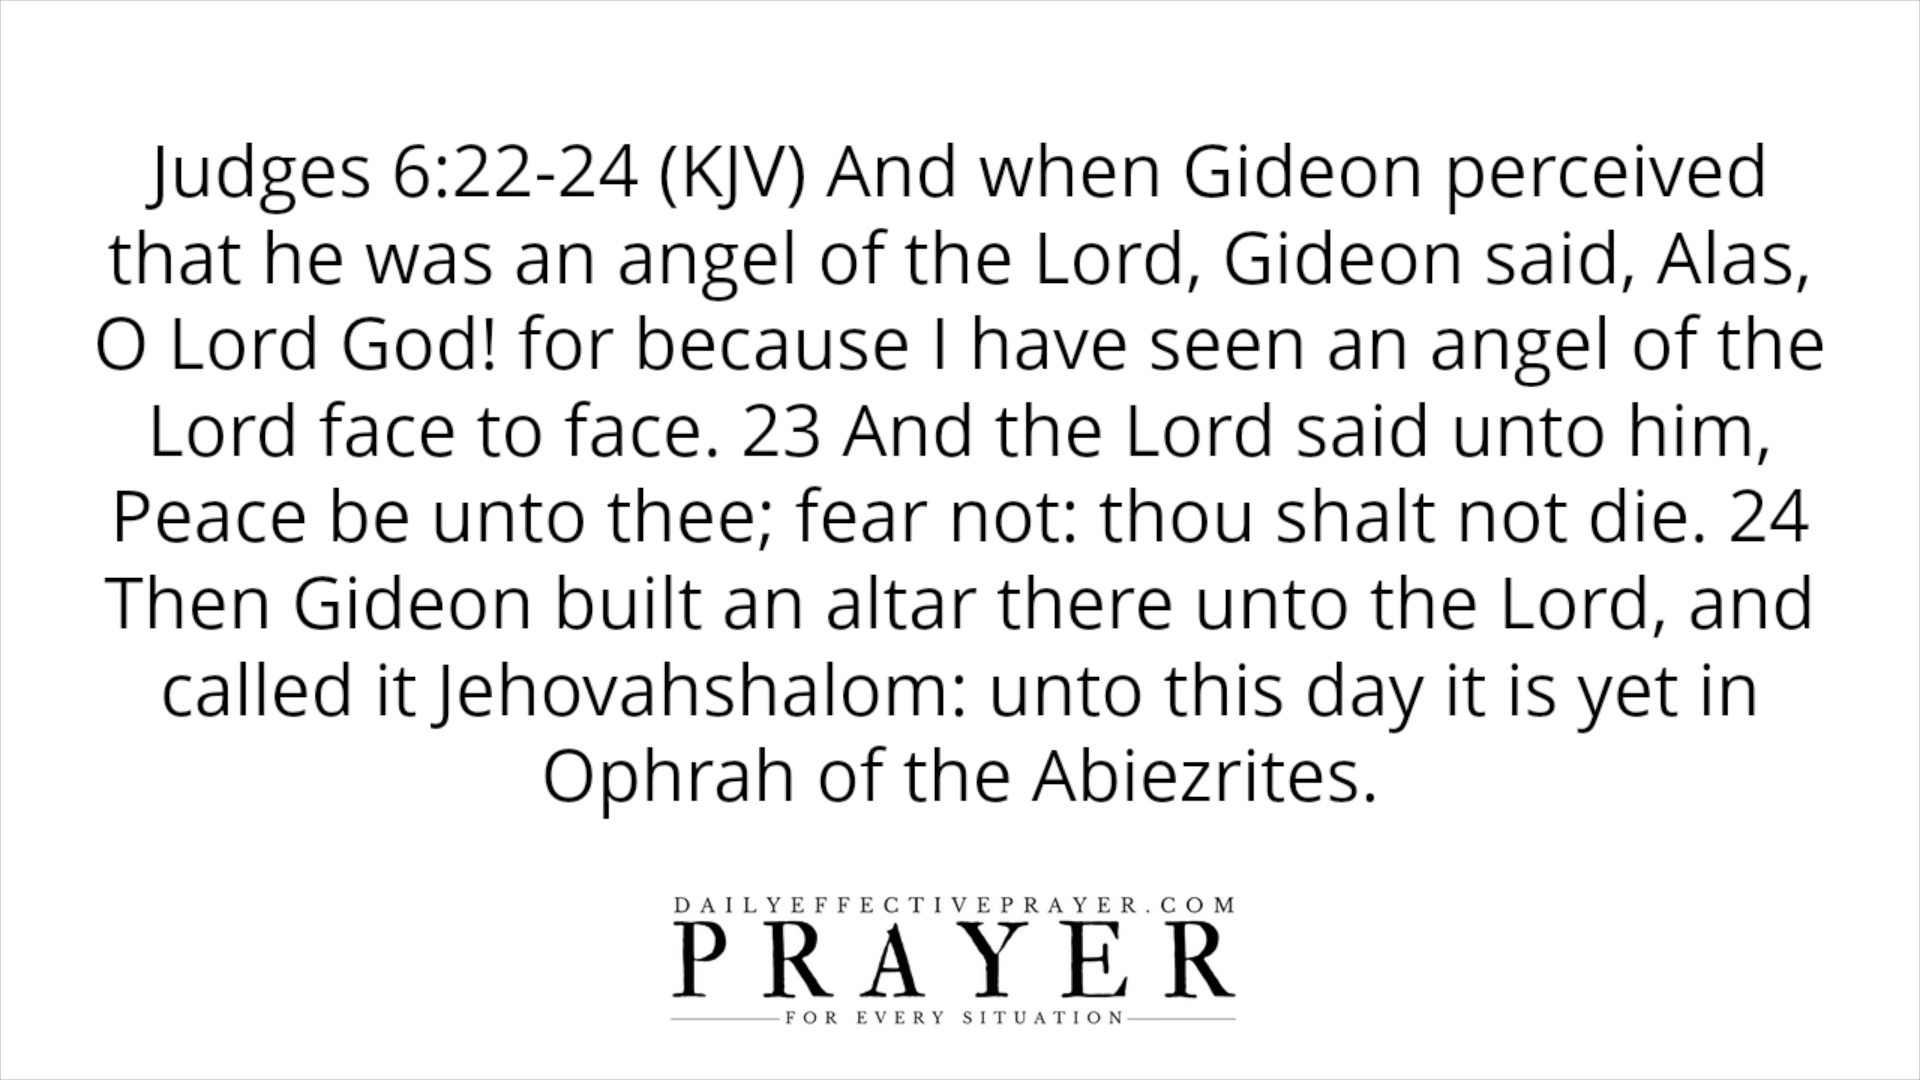 Judges 6:22-24 (KJV) And when Gideon perceived
that he was an angel of the Lord, Gideon said, Alas,
O Lord God! for because I have seen an angel of the
Lord face to face. 23 And the Lord said unto him,
Peace be unto thee; fear not: thou shalt not die. 24
Then Gideon built an altar there unto the Lord, and
called it Jehovahshalom: unto this day it is yet in
Ophrah of the Abiezrites.
DAILYEFFECTIVEPRAYER.COM
PRAYER
FOR EVERY SITUATION